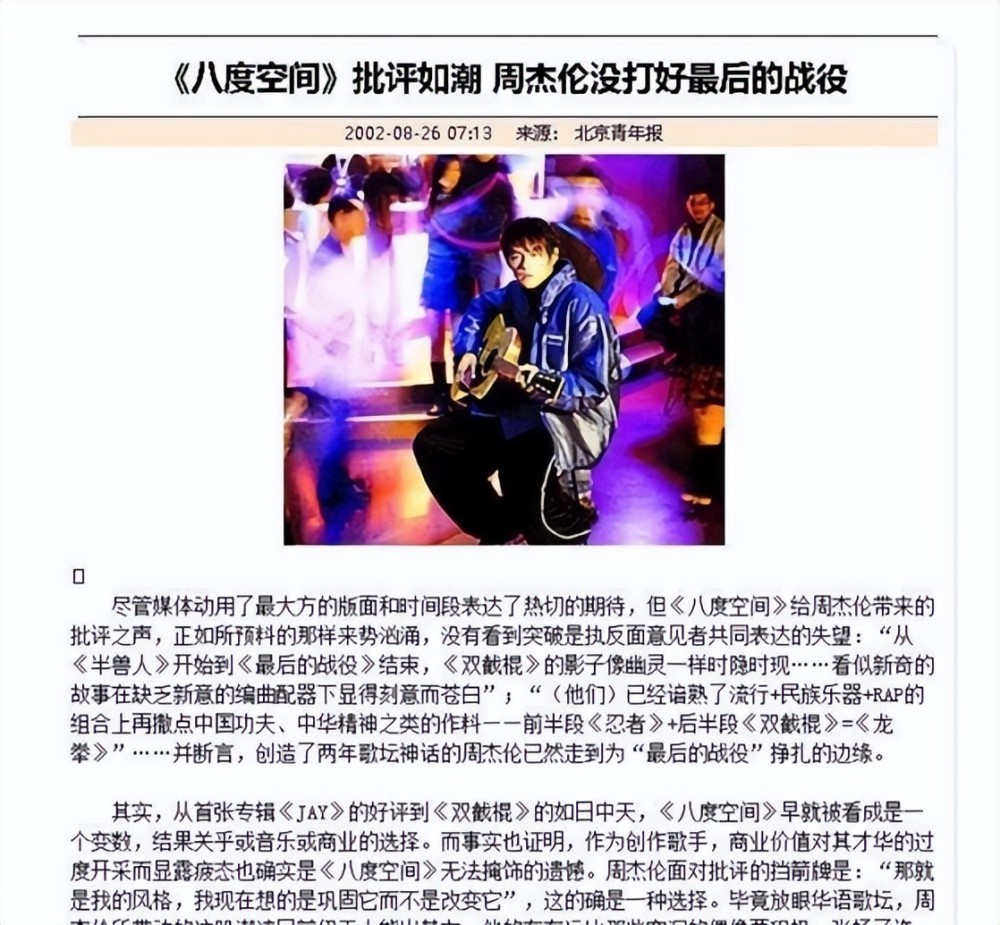 《八度空间》批评如潮 周杰伦没打好最后的战役
2002-08-26 07:13 来源： 北京青年报
尽管媒体动用了最大方的版面和时间段表达了热切的期待，但《八度空间》给周杰伦带来的
批评之声，正如所预料的那样来势汹涌，没有看到突破是执反面意见者共同表达的失望：“从
《半兽人》开始到《最后的战役》结束，《双截棍》的影子像幽灵一样时隐时现……看似新奇的
故事在缺乏新意的编曲配器下显得刻意而苍白”；“（他们）已经谙熟了流行+民族乐器+RAP的
组合上再撒点中国功夫、中华精神之类的作料——前半段《忍者》+后半段《双截棍》=《龙
拳》”……并断言，创造了两年歌坛神话的周杰伦已然走到为“最后的战役”挣扎的边缘。
其实，从首张专辑《JAY》的好评到《双截棍》的如日中天，《八度空间》早就被看成是一
个变数，结果关乎或音乐或商业的选择。而事实也证明，作为创作歌手，商业价值对其才华的过
度开采而显露疲态也确实是《八度空间》无法掩饰的遗憾。周杰伦面对批评的挡箭牌是：“那就
是我的风格，我现在想的是巩固它而不是改变它”，这的确是一种选择。毕竟放眼华语歌坛，周